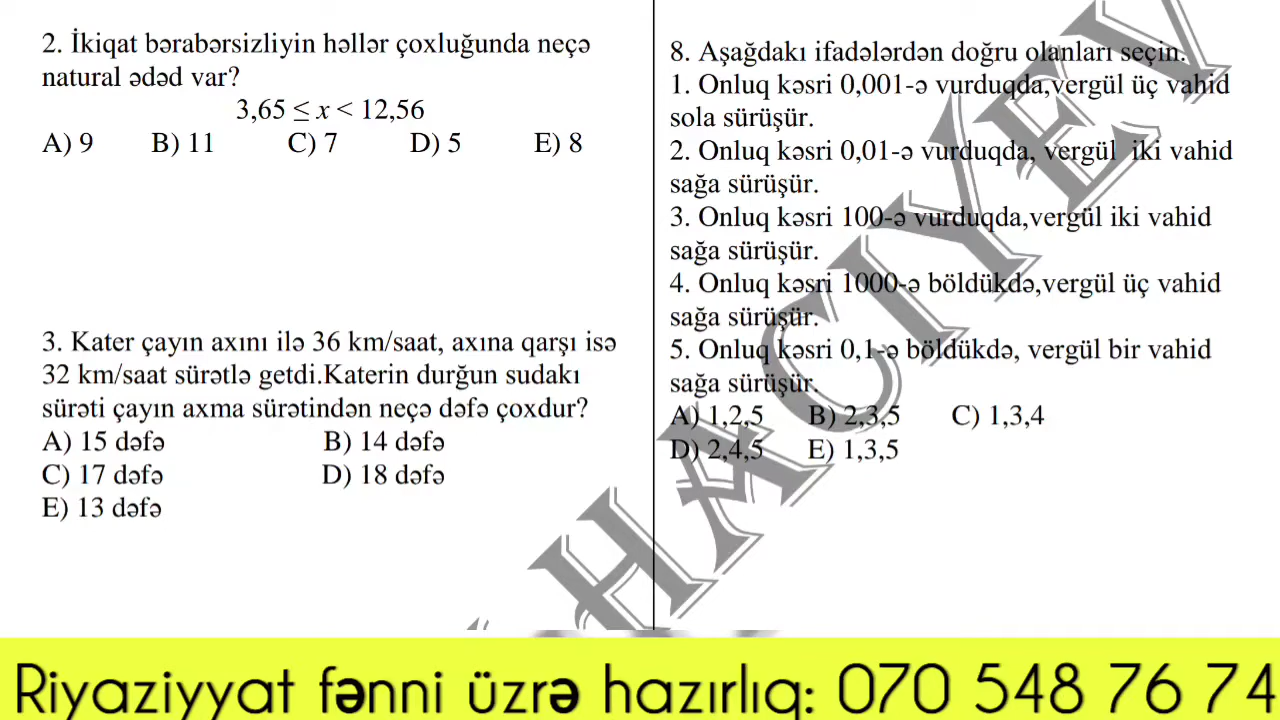 2. İkiqat bərabərsizliyin həllər çoxluğunda neçə
natural ədəd var?
3,65 ≤ x < 12,56
A) 9 B) 11 C) 7 D) 5 E) 8
3. Kater çayın axını ilə 36 km/saat, axına qarşı isə
32 km/saat sürətlə getdi.Katerin durğun sudakı
sürəti çayın axma sürətindən neçə dəfə çoxdur?
A) 15 dəfə B) 14 dəfə
C) 17 dəfə D) 18 dəfə
E) 13 dəfə
8. Aşağdakı ifadələrdən doğru olanları seçin.
1. Onluq kəsri 0,001-ə vurduqda,vergül üç vahid
sola sürüşür.
2. Onluq kəsri 0,01-ə vurduqda, vergül iki vahid
sağa sürüşür.
3. Onluq kəsri 100-ə vurduqda,vergül iki vahid
sağa sürüşür.
4. Onluq kəsri 1000-ə böldükdə,vergül üç vahid
sağa sürüşür.
5. Onluq kəsri 0,1-ə böldükdə, vergül bir vahid
sağa sürüşür.
A) 1,2,5 B) 2,3,5 C) 1,3,4
D) 2,4,5 E) 1,3,5
HACIYEV
Riyaziyyat fənni üzrə hazırlıq: 070 548 76 74